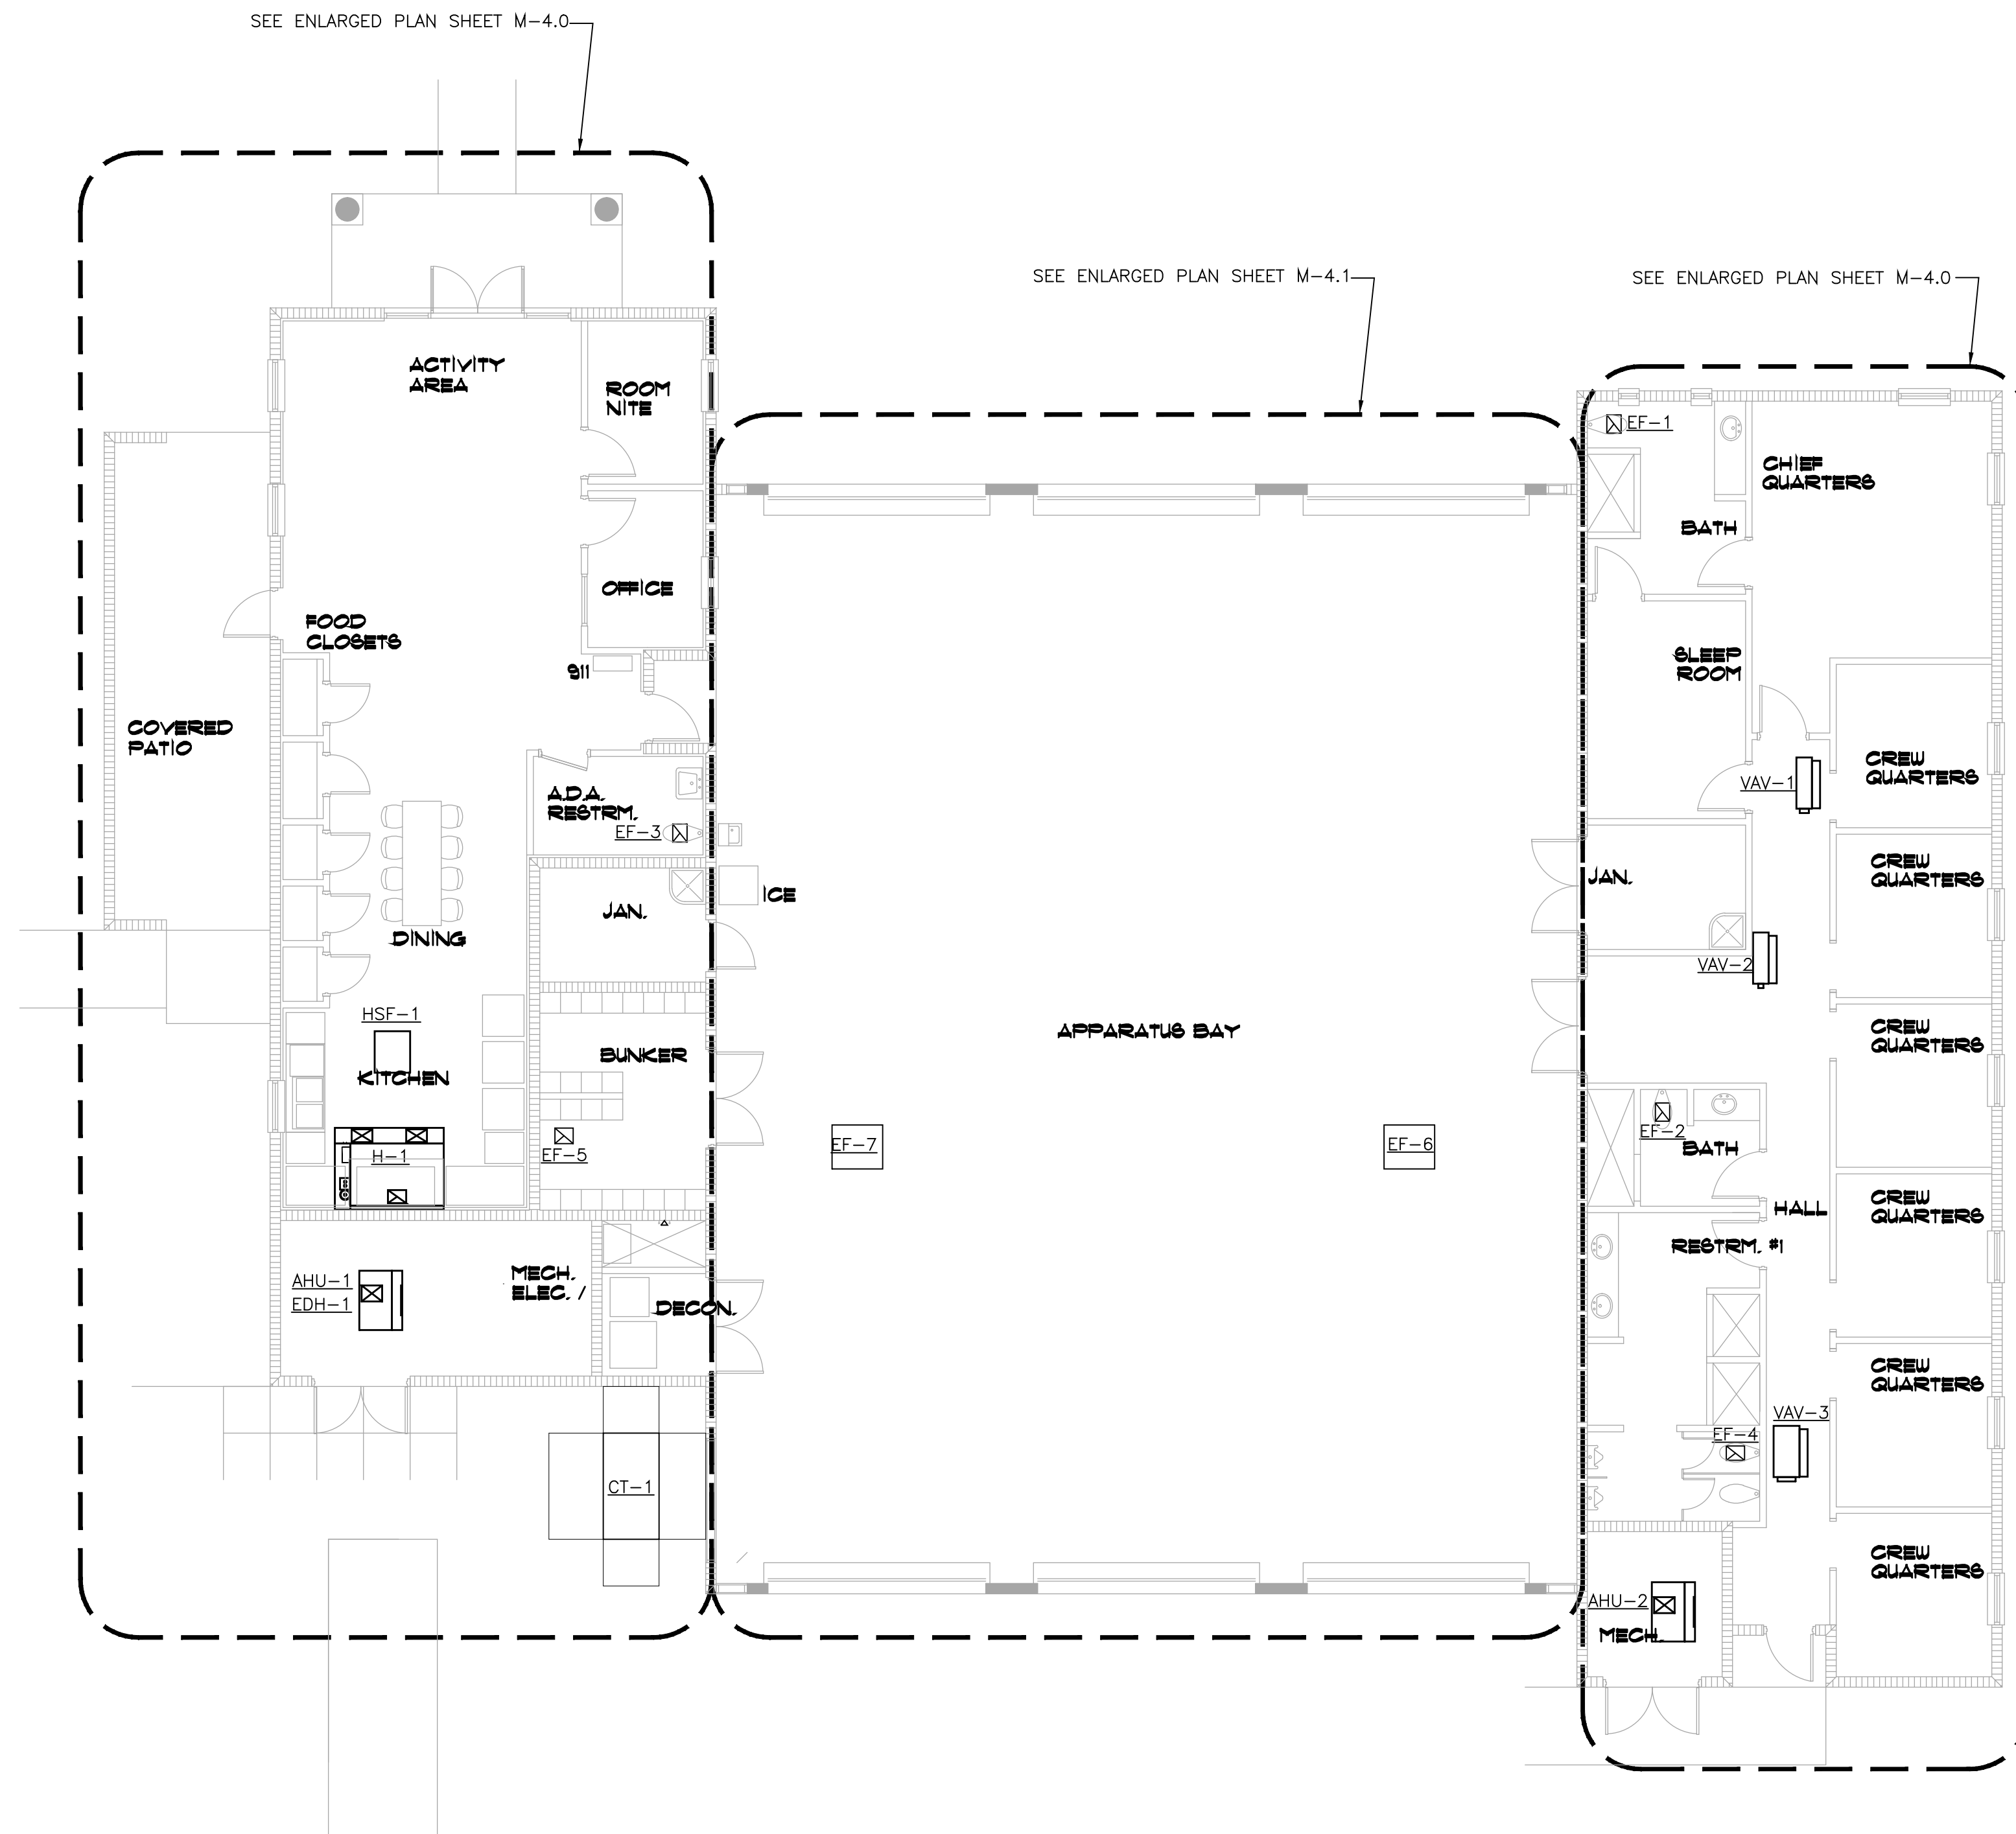 SEE ENLARGED PLAN SHEET M-4.0
SEE ENLARGED PLAN SHEET M-4.1
SEE ENLARGED PLAN SHEET M-4.0
ACTIVITY
AREA
ROOM
NITE
OFFICE
FOOD
CLOSETS
911
COVERED
PATIO
A.D.A.
RESTRM.
EF-3
JAN.
ICE
DINING
HSF-1
KITCHEN
BUNKER
H-1
EF-5
AHU-1
EDH-1
MECH.
ELEC. /
DECON.
CT-1
APPARATUS BAY
EF-7
EF-6
EF-1
CHIEF
QUARTERS
BATH
SLEEP
ROOM
VAV-1
CREW
QUARTERS
JAN.
CREW
QUARTERS
VAV-2
CREW
QUARTERS
EF-2
BATH
HALL
CREW
QUARTERS
RESTRM. #1
CREW
QUARTERS
VAV-3
EF-4
CREW
QUARTERS
AHU-2
MECH.